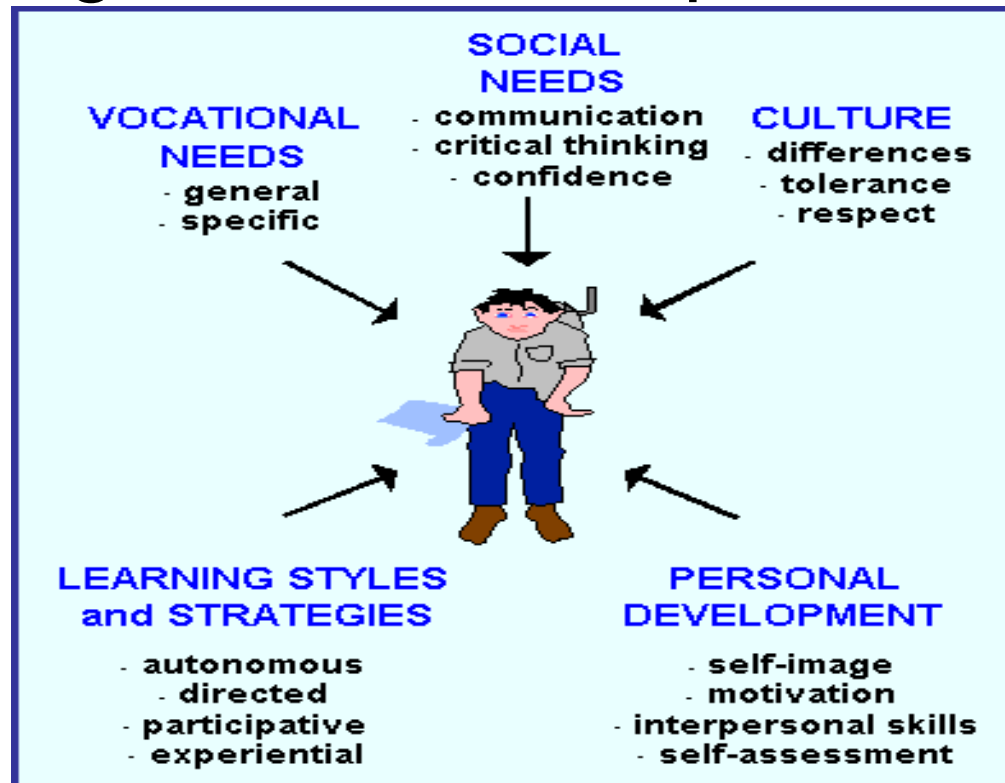 VOCATIONAL
NEEDS
- general
- specific
SOCIAL
NEEDS
- communication
- critical thinking
- confidence
CULTURE
- differences
- tolerance
- respect
LEARNING STYLES
and STRATEGIES
- autonomous
- directed
- participative
- experiential
PERSONAL
DEVELOPMENT
- self-image
- motivation
- interpersonal skills
- self-assessment